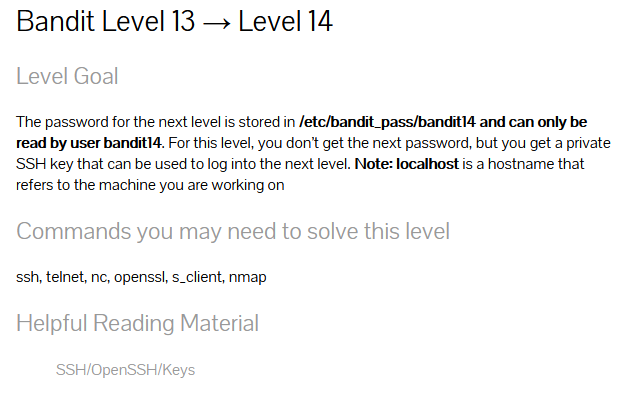 Bandit Level 13 → Level 14
Level Goal
The password for the next level is stored in /etc/bandit_pass/bandit14 and can only be
read by user bandit14. For this level, you don't get the next password, but you get a private
SSH key that can be used to log into the next level. Note: localhost is a hostname that
refers to the machine you are working on
Commands you may need to solve this level
ssh, telnet, nc, openssl, s_client, nmap
Helpful Reading Material
SSH/OpenSSH/Keys